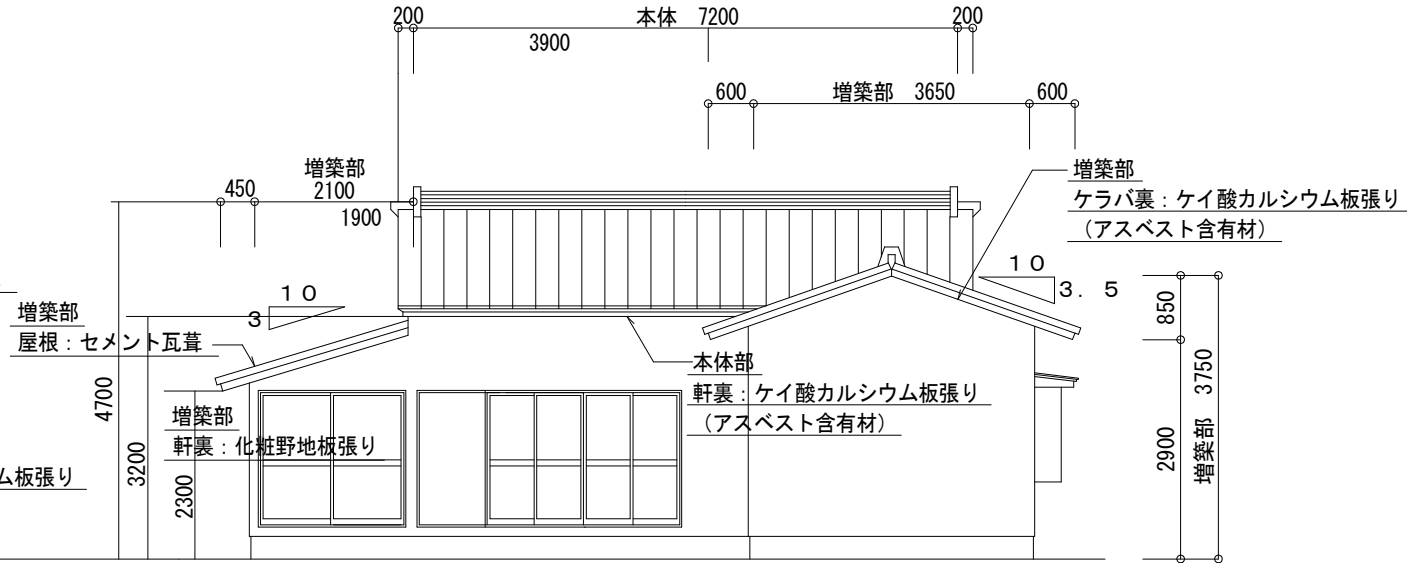 200
本体 7200
200
3900
600
増築部 3650
600
増築部
450
2100
1900
増築部
ケラバ裏：ケイ酸カルシウム板張り
（アスベスト含有材）
１０
３．５
１０
３
増築部
屋根：セメント瓦葺
850
本体部
軒裏：ケイ酸カルシウム板張り
（アスベスト含有材）
増築部 3750
4700
増築部
軒裏：化粧野地板張り
3200
2900
2300
ム板張り